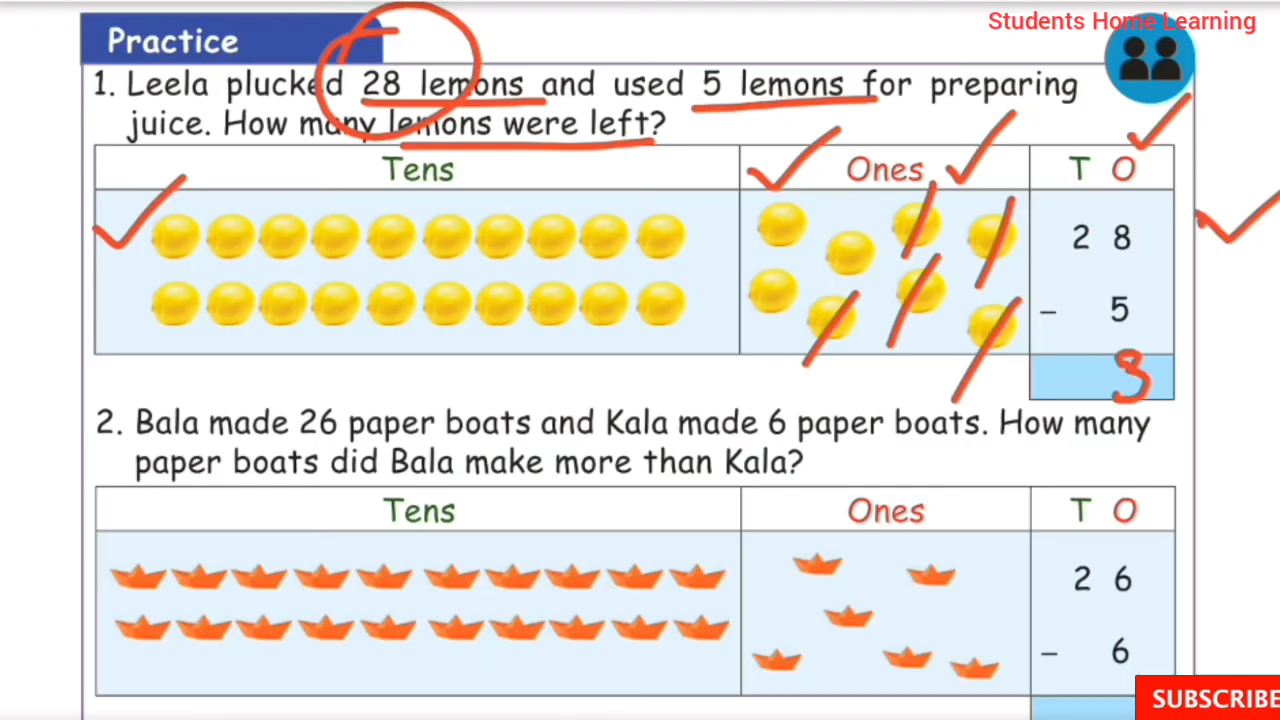 Students Home Learning
Practice
1. Leela plucked 28 lemons and used 5 lemons for preparing
juice. How many lemons were left?
Tens Ones T O
2 8
– 5
3
2. Bala made 26 paper boats and Kala made 6 paper boats. How many
paper boats did Bala make more than Kala?
Tens Ones T O
2 6
– 6
SUBSCRIBE